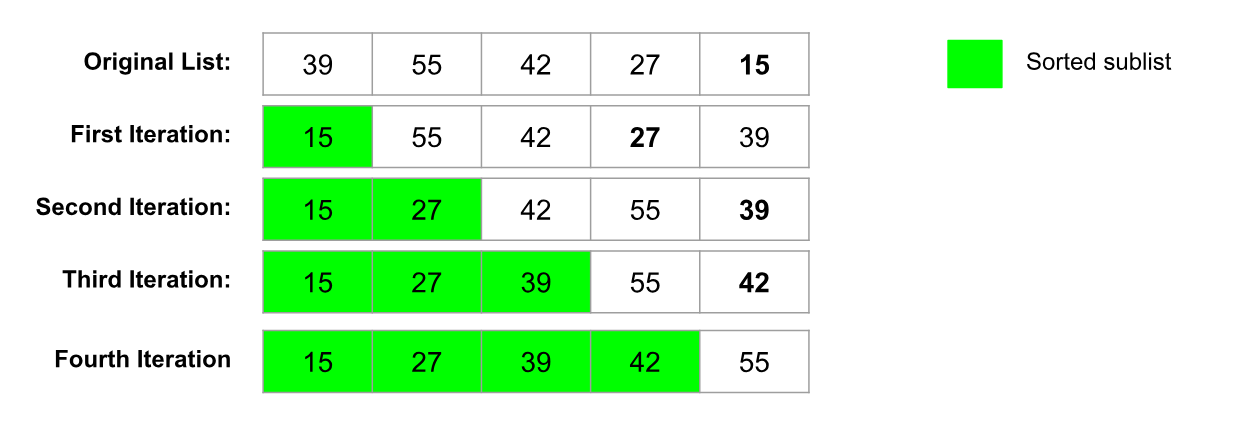 Original List: 39 55 42 27 15 Sorted sublist
First Iteration: 15 55 42 27 39
Second Iteration: 15 27 42 55 39
Third Iteration: 15 27 39 55 42
Fourth Iteration 15 27 39 42 55